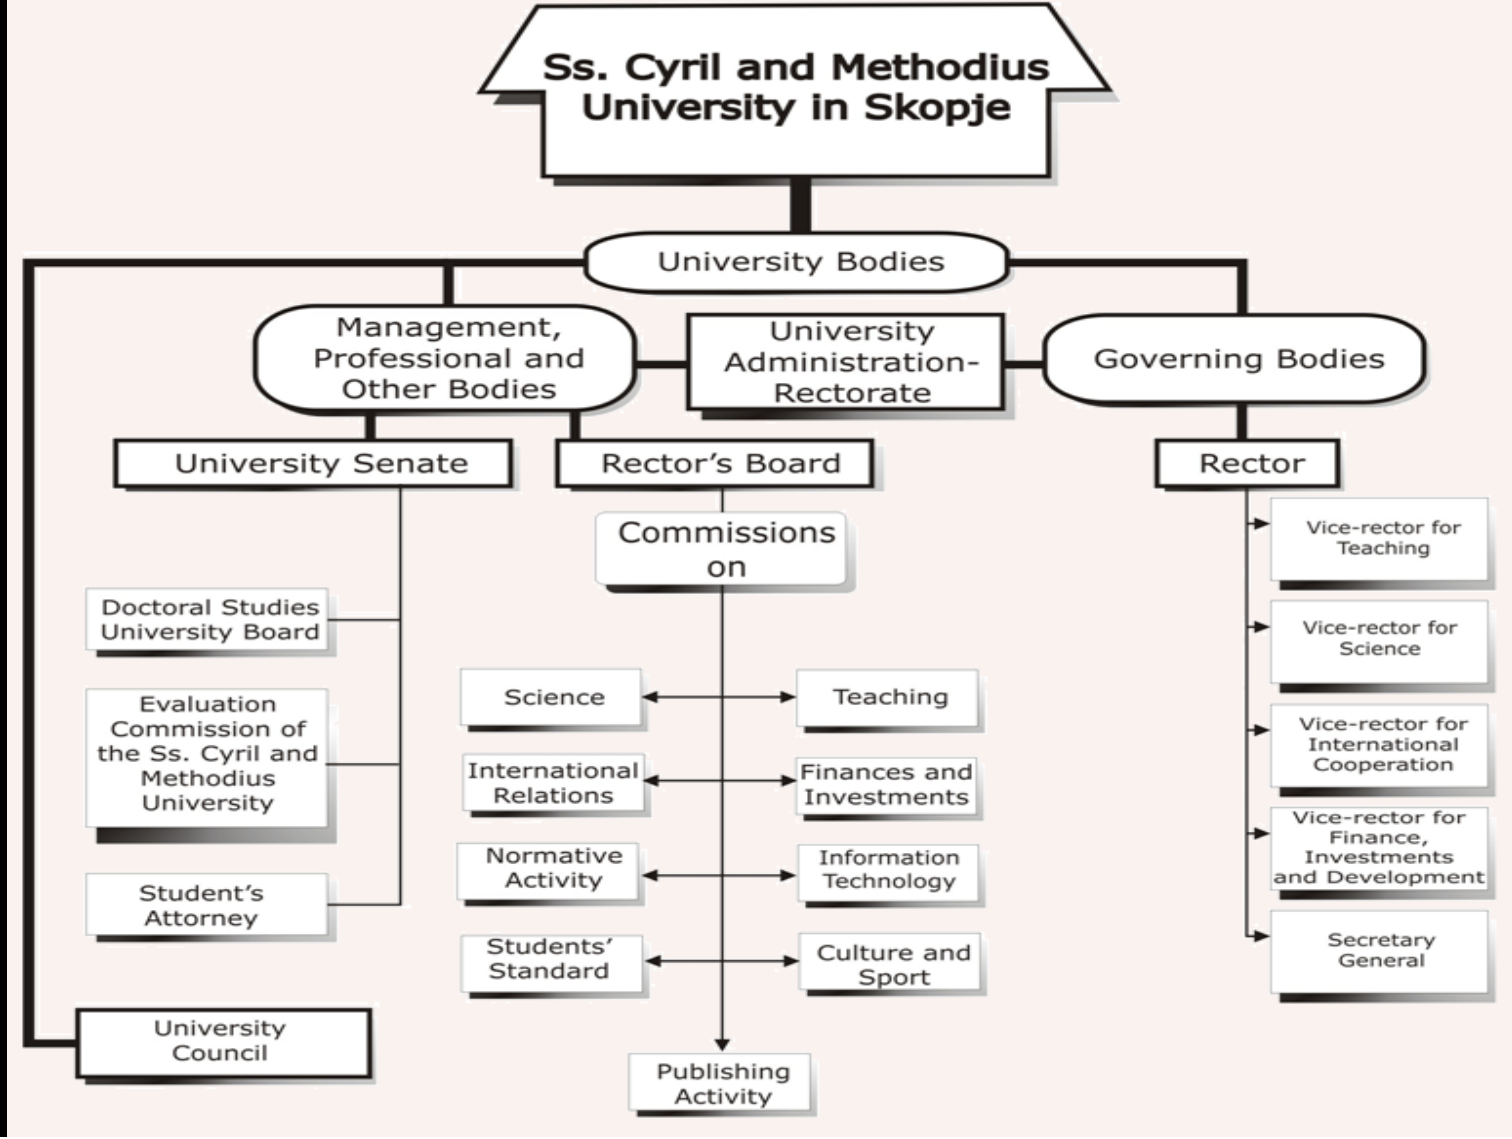 Ss. Cyril and Methodius
University in Skopje
University Bodies
Management,
Professional and
Other Bodies
University
Administration-
Rectorate
Governing Bodies
University Senate
Rector’s Board
Rector
Doctoral Studies
University Board
Evaluation
Commission of
the Ss. Cyril and
Methodius
University
Student’s
Attorney
University
Council
Commissions
on
Science
Teaching
International
Relations
Finances and
Investments
Normative
Activity
Information
Technology
Students’
Standard
Culture and
Sport
Publishing
Activity
Vice-rector for
Teaching
Vice-rector for
Science
Vice-rector for
International
Cooperation
Vice-rector for
Finance,
Investments
and Development
Secretary
General